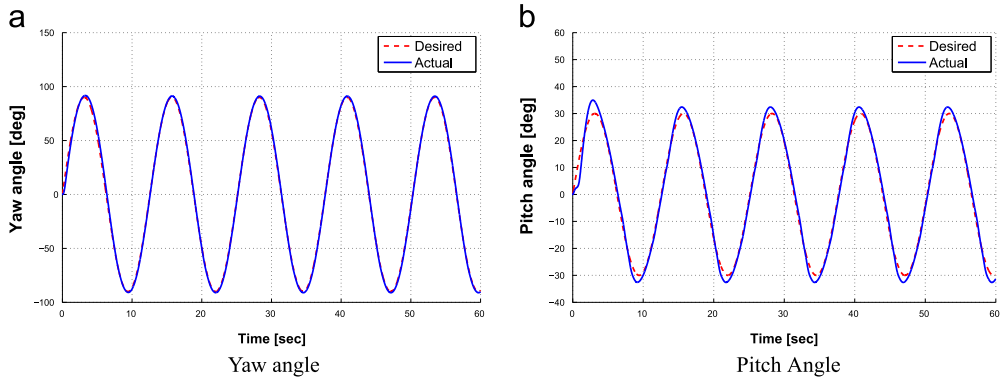 a
150
100
50
0
−50
−100
0
10
20
30
40
50
60
Yaw angle [deg]
Time [sec]
Desired
Actual
Yaw angle
b
60
50
40
30
20
10
0
−10
−20
−30
−40
0
10
20
30
40
50
60
Pitch angle [deg]
Time [sec]
Desired
Actual
Pitch Angle